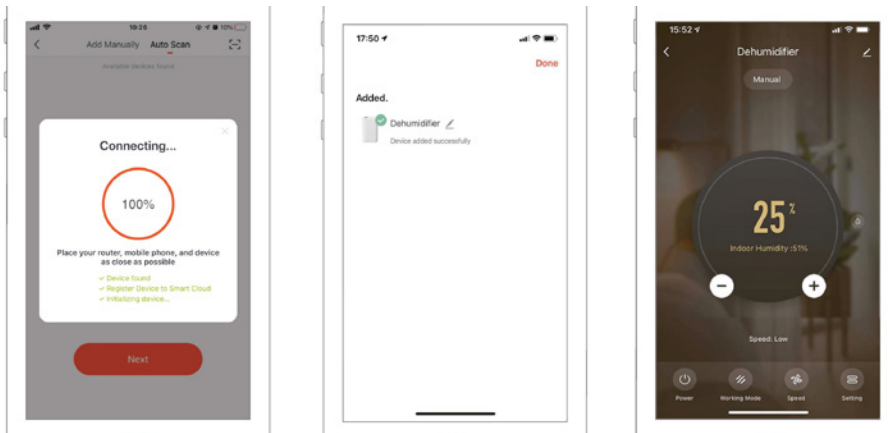 19:26
10%
Add Manually Auto Scan
Available devices found
Connecting...
100%
Place your router, mobile phone, and device
as close as possible
✓ Device found
✓ Register Device to Smart Cloud
✓ Initializing device...
Next
17:50
Done
Added.
Dehumidifier
Device added successfully
15:52
Dehumidifier
Manual
25 %
Indoor Humidity :51%
Speed: Low
Power Working Mode Speed Setting